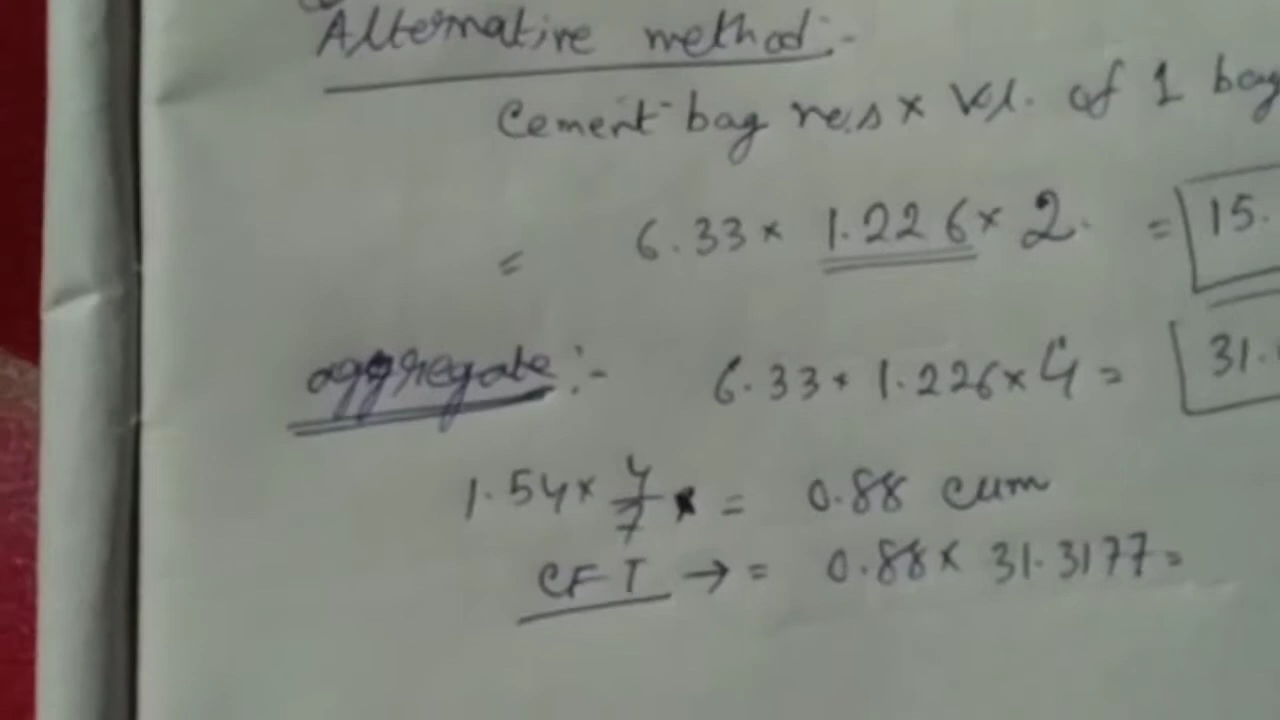 Alternative method:-
Cement bag res x Vol. of 1 bag
= 6.33 x 1.226 x 2. = 15.
aggregate :- 6.33 * 1.226 x 4 = 31.
1.54 x 4/7 x = 0.88 cum
CFT → = 0.88 x 31.3177 =